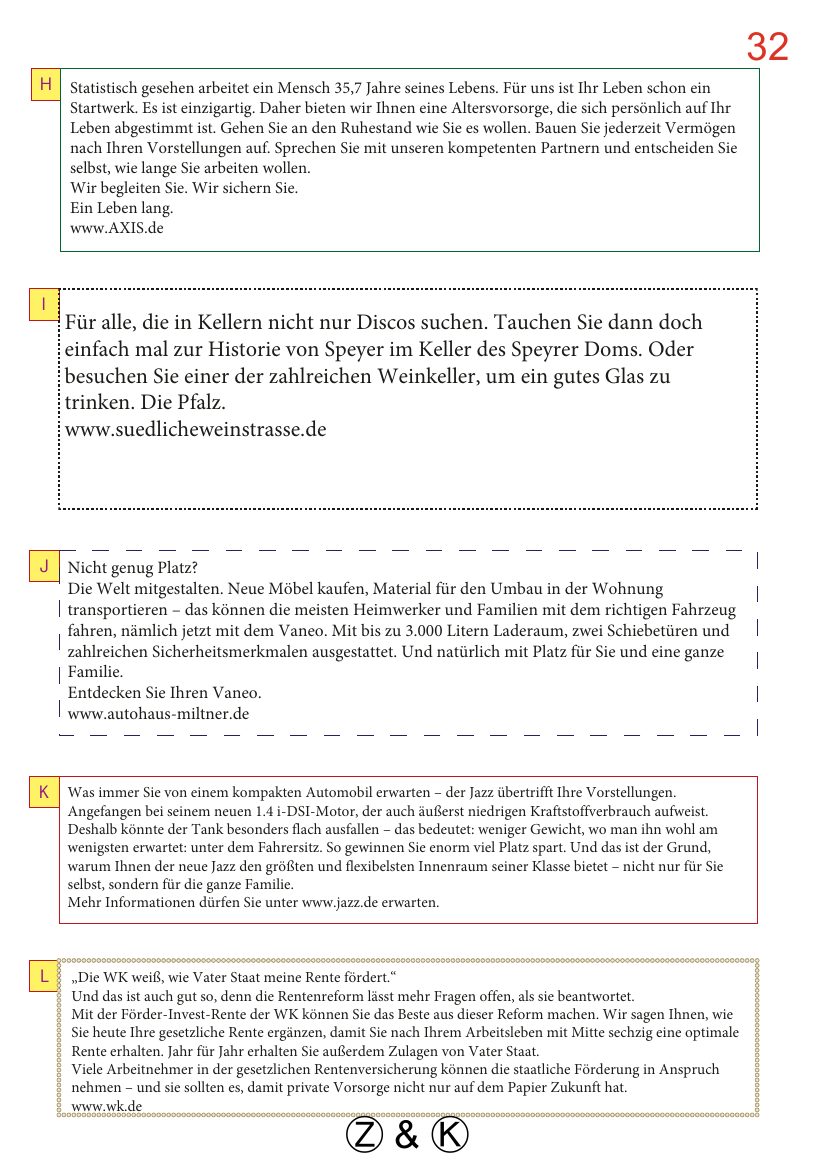 32
H
Statistisch gesehen arbeitet ein Mensch 35,7 Jahre seines Lebens. Für uns ist Ihr Leben schon ein
Startwerk. Es ist einzigartig. Daher bieten wir Ihnen eine Altersvorsorge, die sich persönlich auf Ihr
Leben abgestimmt ist. Gehen Sie an den Ruhestand wie Sie es wollen. Bauen Sie jederzeit Vermögen
nach Ihren Vorstellungen auf. Sprechen Sie mit unseren kompetenten Partnern und entscheiden Sie
selbst, wie lange Sie arbeiten wollen.
Wir begleiten Sie. Wir sichern Sie.
Ein Leben lang.
www.AXIS.de
I
Für alle, die in Kellern nicht nur Discos suchen. Tauchen Sie dann doch
einfach mal zur Historie von Speyer im Keller des Speyrer Doms. Oder
besuchen Sie einer der zahlreichen Weinkeller, um ein gutes Glas zu
trinken. Die Pfalz.
www.suedlicheweinstrasse.de
J
Nicht genug Platz?
Die Welt mitgestalten. Neue Möbel kaufen, Material für den Umbau in der Wohnung
transportieren – das können die meisten Heimwerker und Familien mit dem richtigen Fahrzeug
fahren, nämlich jetzt mit dem Vaneo. Mit bis zu 3.000 Litern Laderaum, zwei Schiebetüren und
zahlreichen Sicherheitsmerkmalen ausgestattet. Und natürlich mit Platz für Sie und eine ganze
Familie.
Entdecken Sie Ihren Vaneo.
www.autohaus-miltner.de
K
Was immer Sie von einem kompakten Automobil erwarten – der Jazz übertrifft Ihre Vorstellungen.
Angefangen bei seinem neuen 1.4 i-DSI-Motor, der auch äußerst niedrigen Kraftstoffverbrauch aufweist.
Deshalb könnte der Tank besonders flach ausfallen – das bedeutet: weniger Gewicht, wo man ihn wohl am
wenigsten erwartet: unter dem Fahrersitz. So gewinnen Sie enorm viel Platz spart. Und das ist der Grund,
warum Ihnen der neue Jazz den größten und flexibelsten Innenraum seiner Klasse bietet – nicht nur für Sie
selbst, sondern für die ganze Familie.
Mehr Informationen dürfen Sie unter www.jazz.de erwarten.
L
„Die WK weiß, wie Vater Staat meine Rente fördert.“
Und das ist auch gut so, denn die Rentenreform lässt mehr Fragen offen, als sie beantwortet.
Mit der Förder-Invest-Rente der WK können Sie das Beste aus dieser Reform machen. Wir sagen Ihnen, wie
Sie heute Ihre gesetzliche Rente ergänzen, damit Sie nach Ihrem Arbeitsleben mit Mitte sechzig eine optimale
Rente erhalten. Jahr für Jahr erhalten Sie außerdem Zulagen von Vater Staat.
Viele Arbeitnehmer in der gesetzlichen Rentenversicherung können die staatliche Förderung in Anspruch
nehmen – und sie sollten es, damit private Vorsorge nicht nur auf dem Papier Zukunft hat.
www.wk.de
Z & K